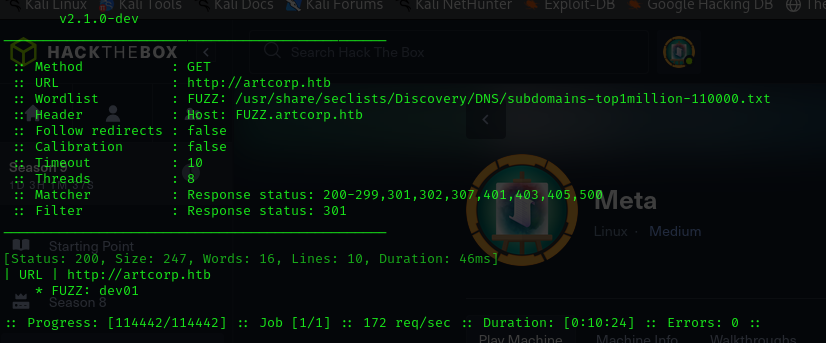 Kali Linux Kali Tools Kali Docs Kali Forums Kali NetHunter Exploit-DB Google Hacking DB
v2.1.0-dev
HACKTHEBOX Search Hack The Box
:: Method : GET
:: URL : http://artcorp.htb
:: Wordlist : FUZZ: /usr/share/seclists/Discovery/DNS/subdomains-top1million-110000.txt
:: Header : Host: FUZZ.artcorp.htb
:: Follow redirects : false
:: Calibration : false
:: Timeout : 10
:: Threads : 8
:: Matcher : Response status: 200-299,301,302,307,401,403,405,500
:: Filter : Response status: 301
Meta
Linux · Medium
Starting Point
[Status: 200, Size: 247, Words: 16, Lines: 10, Duration: 46ms]
| URL | http://artcorp.htb
* FUZZ: dev01
Season 8
:: Progress: [114442/114442] :: Job [1/1] :: 172 req/sec :: Duration: [0:10:24] :: Errors: 0 ::
Play Machine Machine Info Walkthroughs